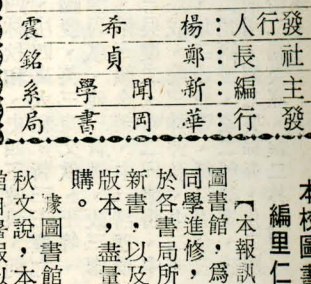 發行人：楊希震
社長：鄭貞銘
主編：新聞學系
發行：華岡書局
本校圖書
編里仁
【本報訊
圖書館，為
同學進修，
於各書局所
新書，以及
版本，盡量
購。
據圖書館
秋文說，本